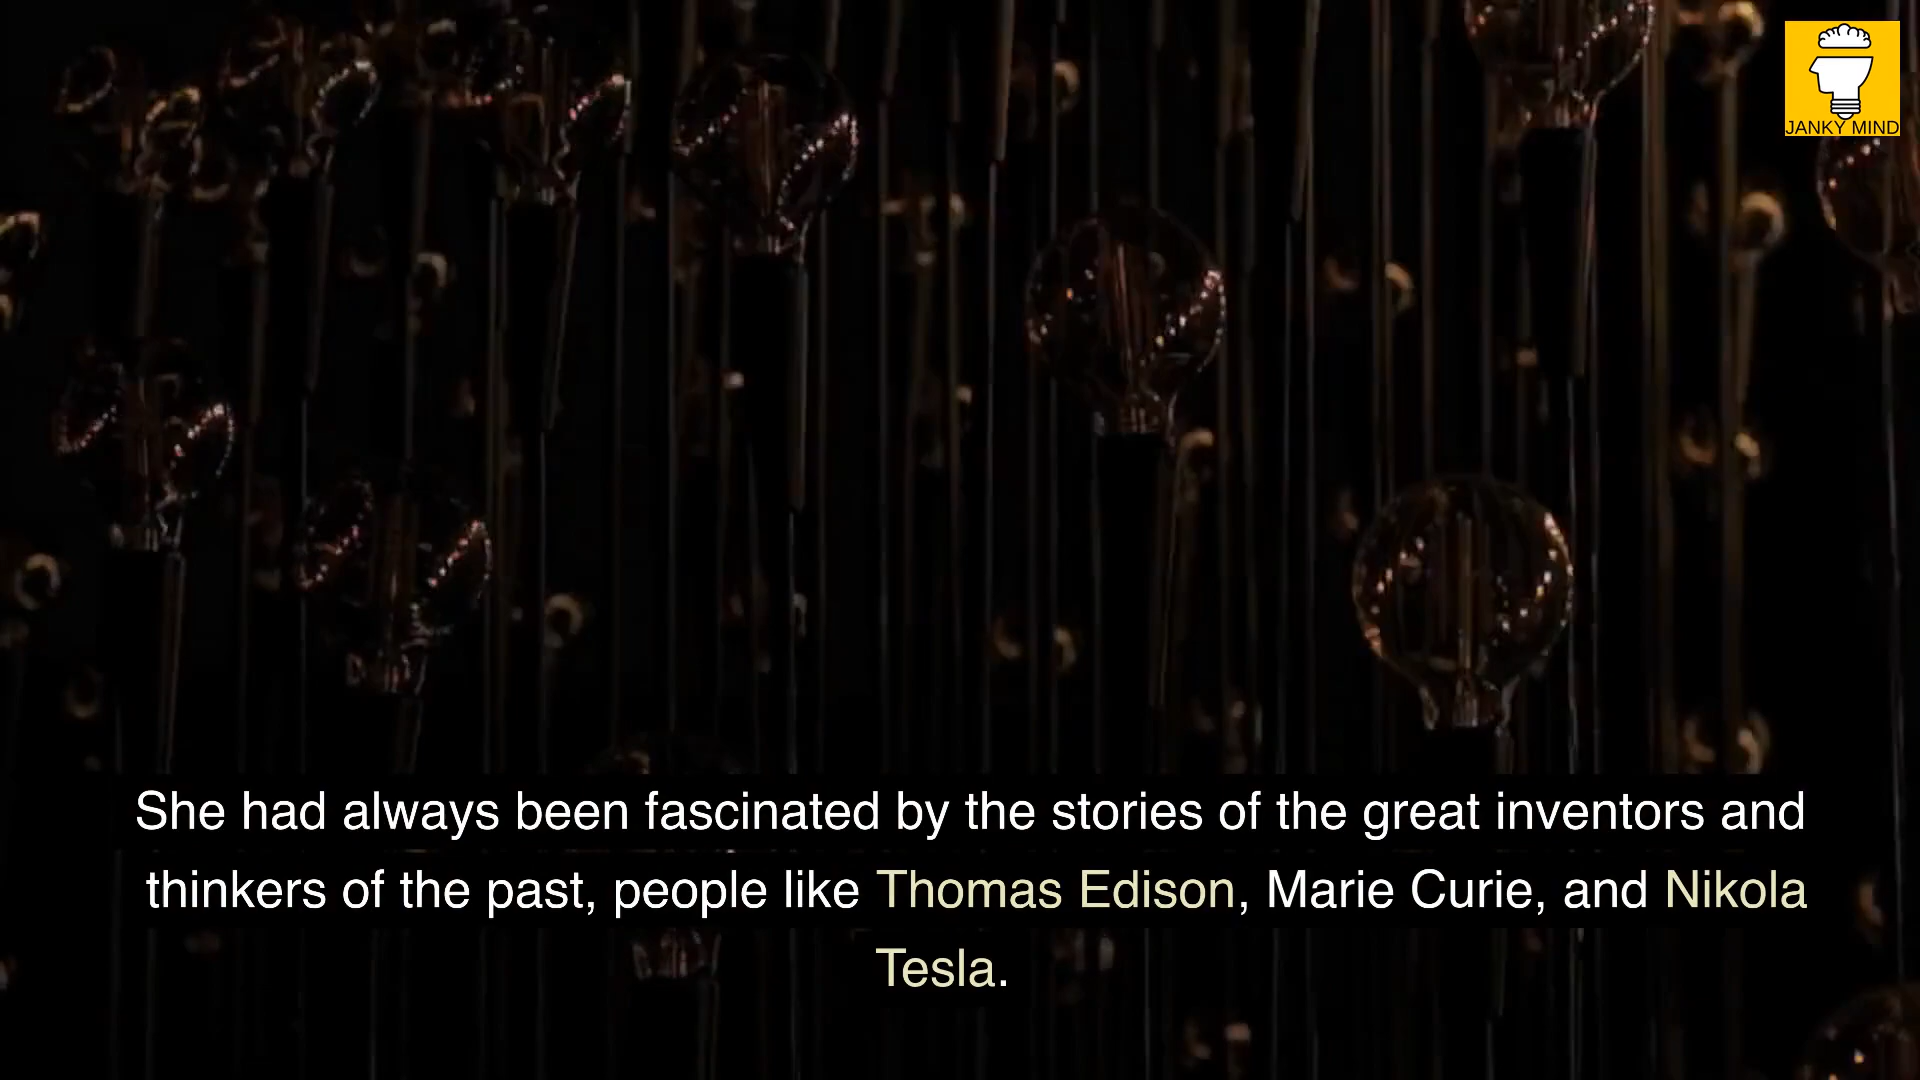 JANKY MIND
She had always been fascinated by the stories of the great inventors and
thinkers of the past, people like Thomas Edison, Marie Curie, and Nikola
Tesla.